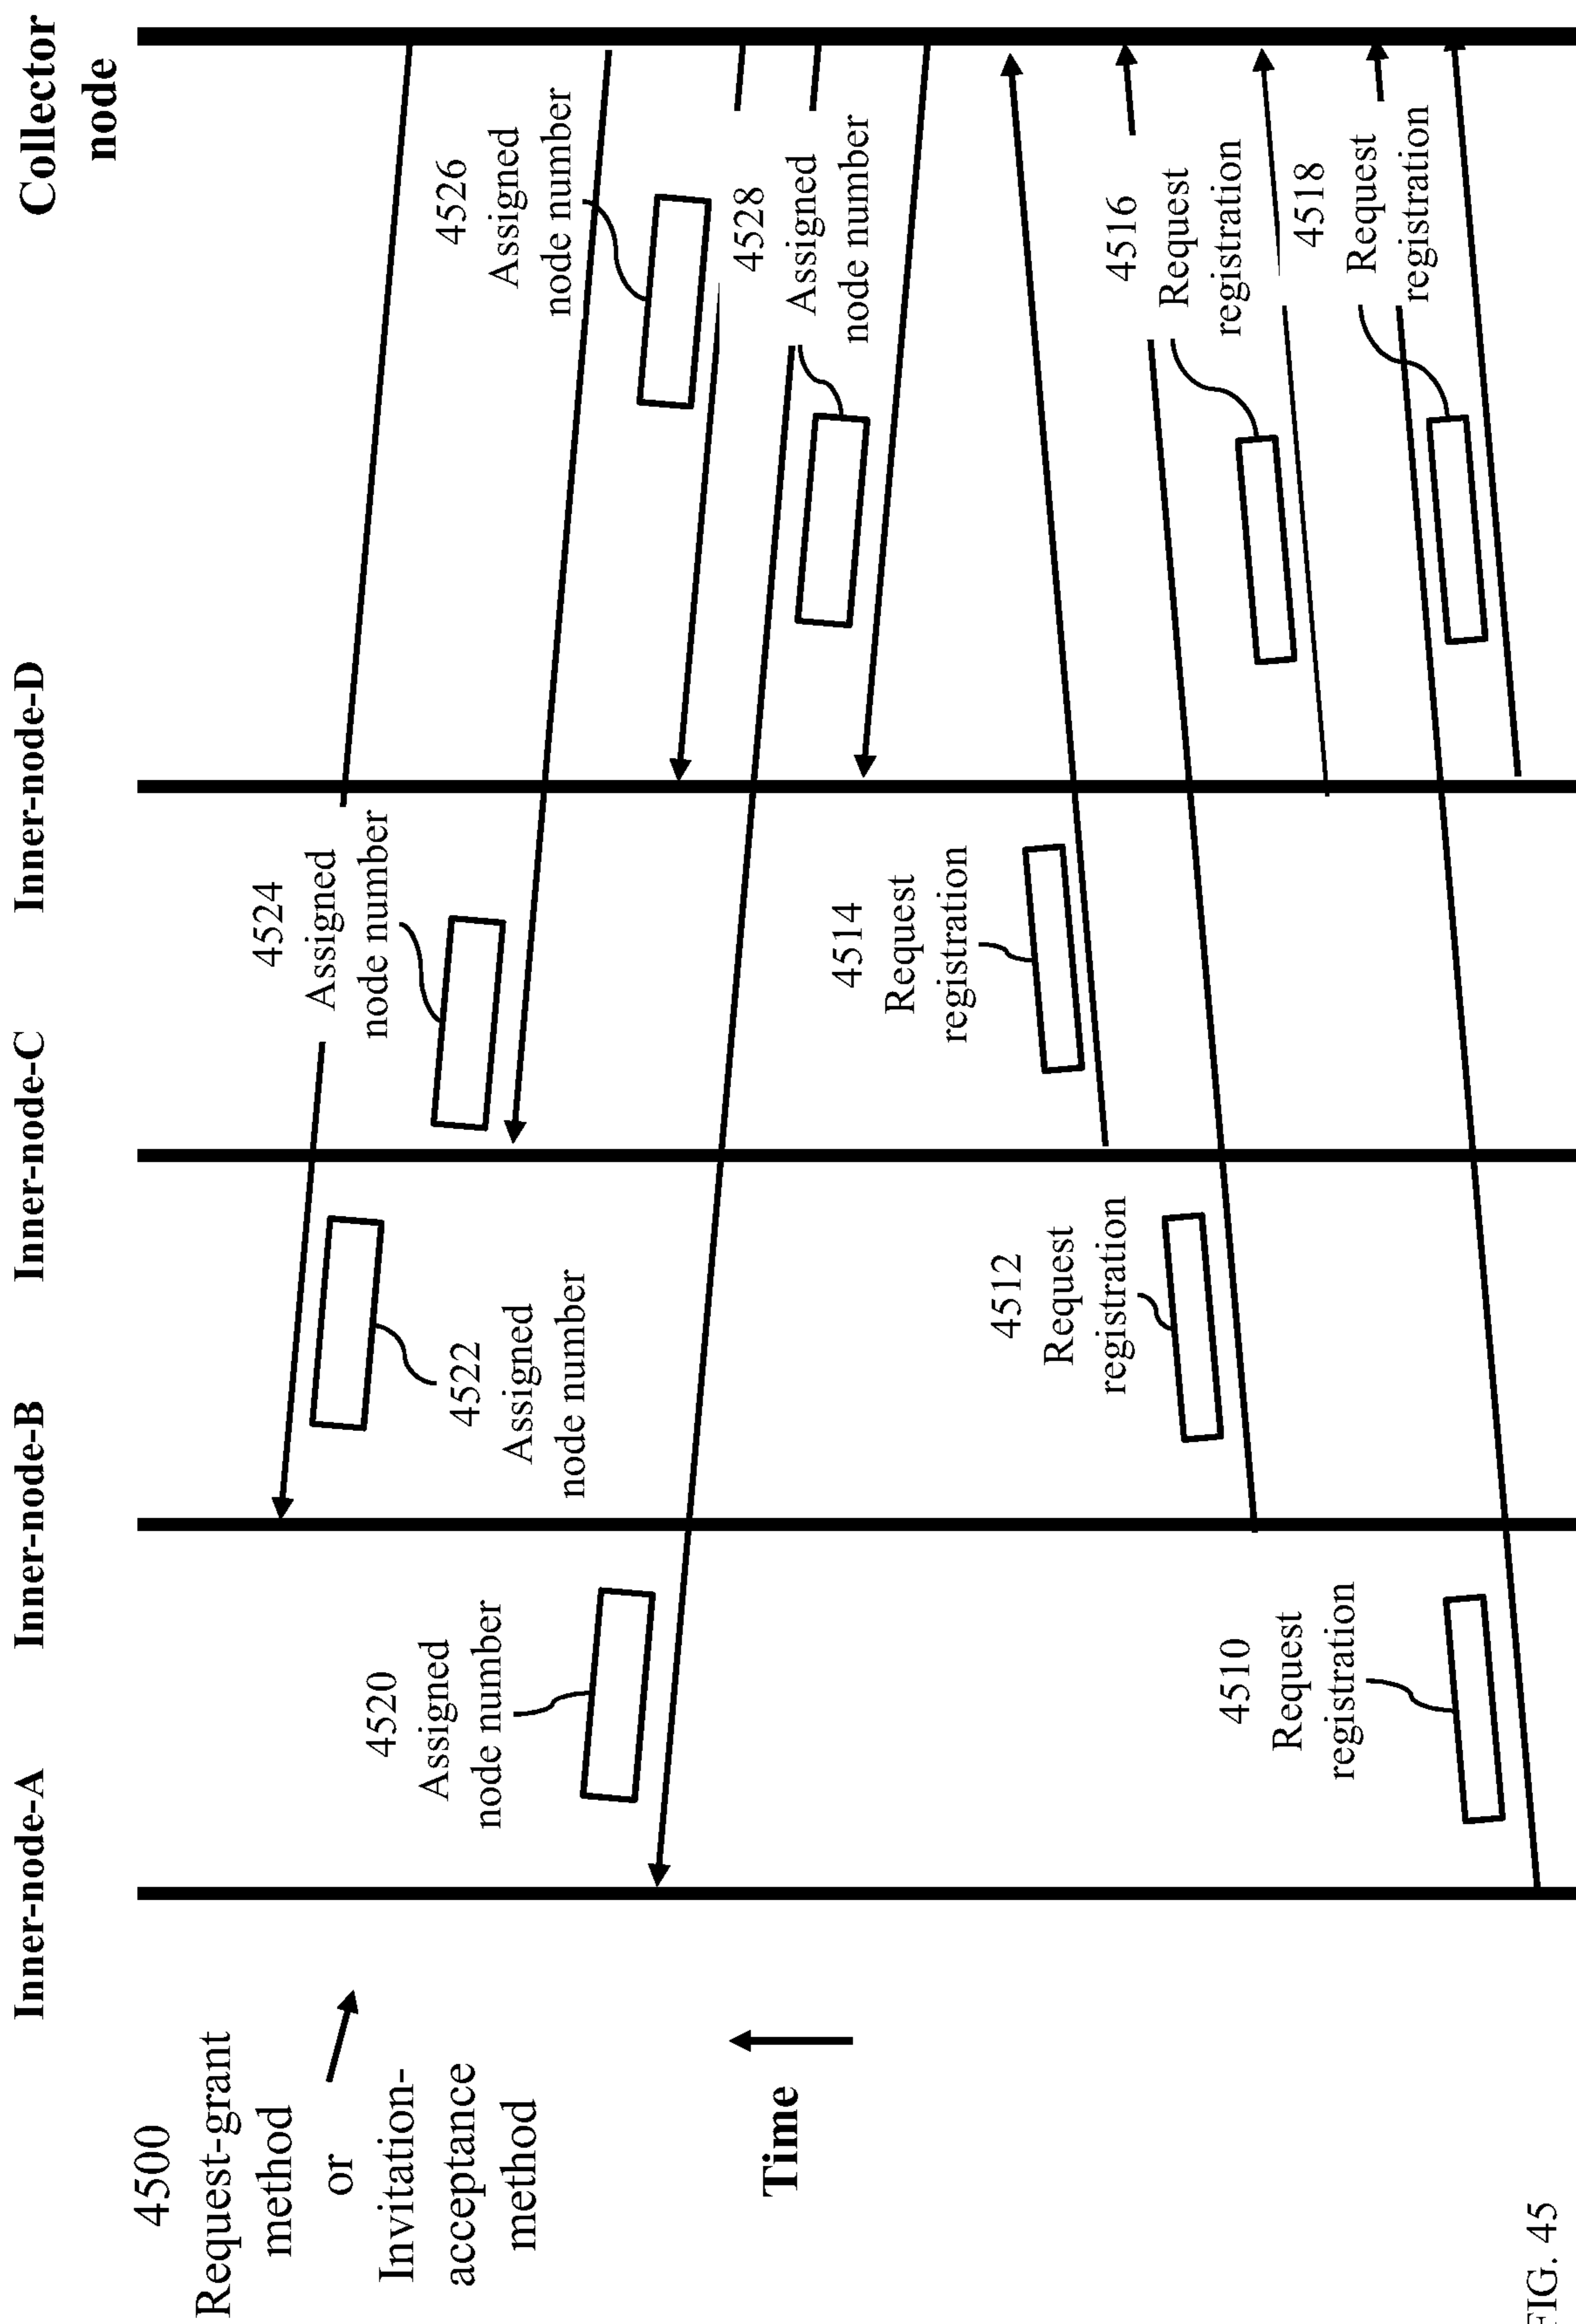 4500
Request-grant
method
or
Invitation-
acceptance
method
Time
Inner-node-A
Inner-node-B
Inner-node-C
Inner-node-D
Collector
node
4520
Assigned
node number
4522
Assigned
node number
4524
Assigned
node number
4526
Assigned
node number
4528
Assigned
node number
4510
Request
registration
4512
Request
registration
4514
Request
registration
4516
Request
registration
4518
Request
registration
FIG. 45